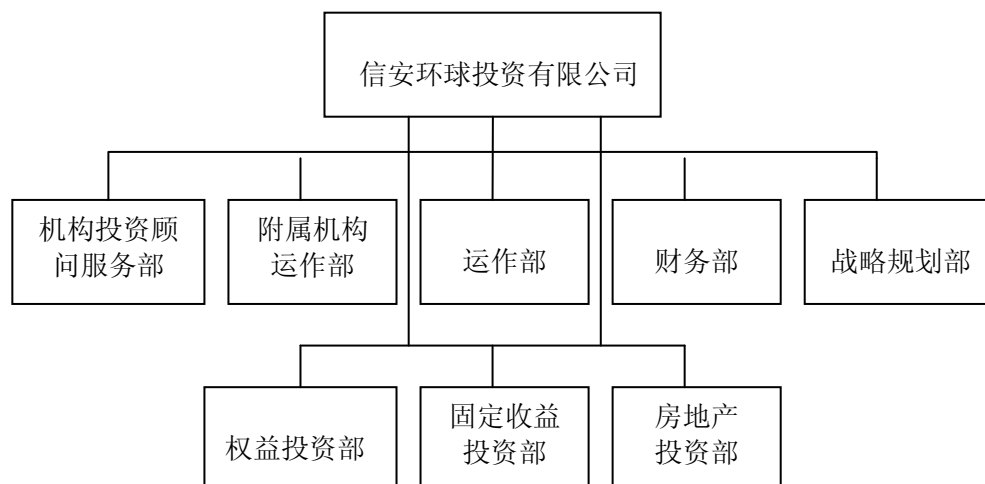 信安环球投资有限公司
机构投资顾
问服务部
附属机构
运作部
运作部
财务部
战略规划部
权益投资部
固定收益
投资部
房地产
投资部